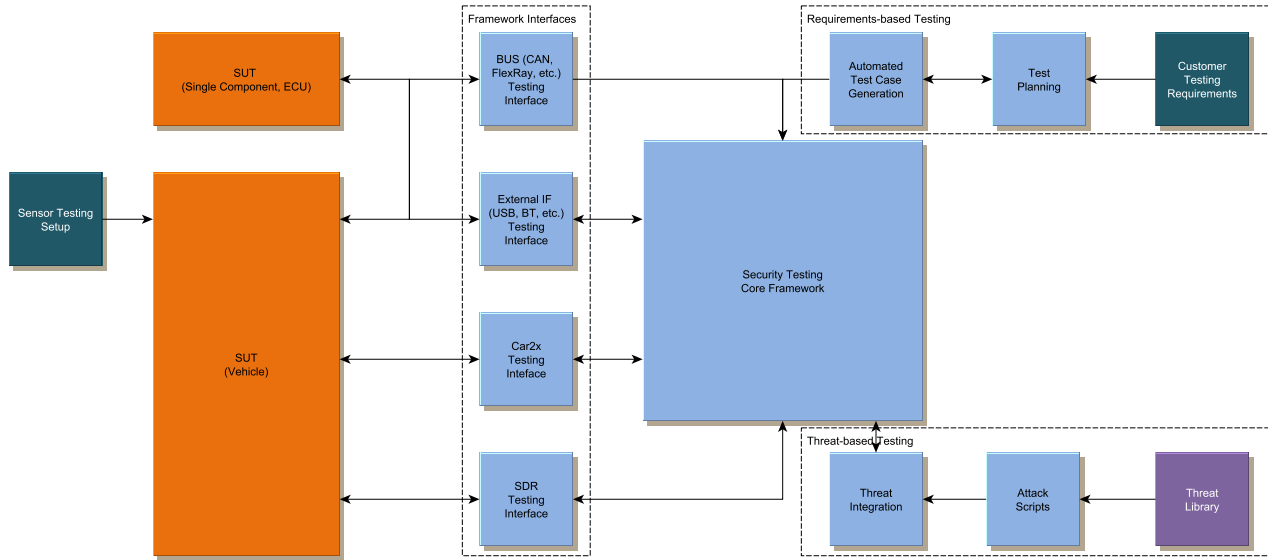 Framework Interfaces
Requirements-based Testing
SUT
(Single Component, ECU)
BUS (CAN,
FlexRay, etc.)
Testing
Interface
Automated
Test Case
Generation
Test
Planning
Customer
Testing
Requirements
Sensor Testing
Setup
External IF
(USB, BT, etc.)
Testing
Interface
Security Testing
Core Framework
SUT
(Vehicle)
Car2x
Testing
Inteface
Threat-based Testing
SDR
Testing
Interface
Threat
Integration
Attack
Scripts
Threat
Library